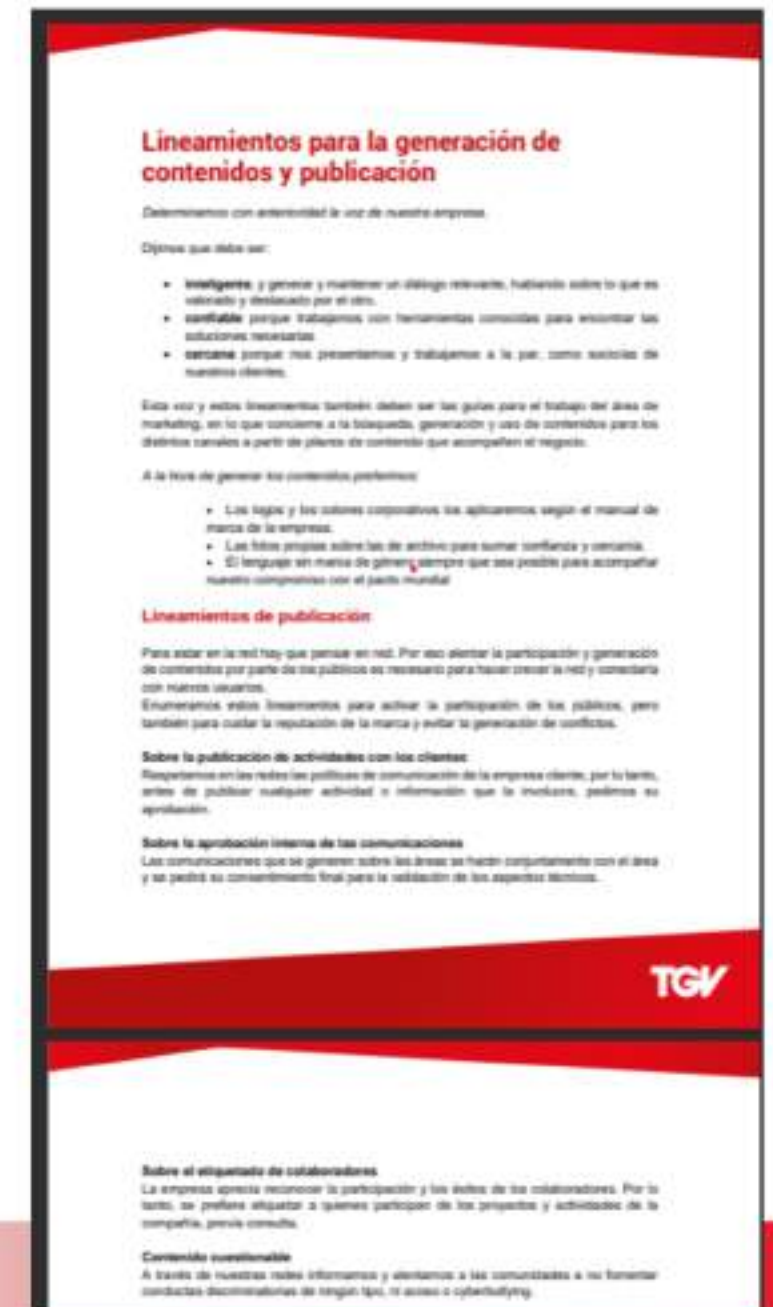 Lineamientos para la generación de
contenidos y publicación
Determinamos con anterioridad la voz de nuestra empresa.
Dijimos que debe ser:
• inteligente, y generar y mantener un diálogo relevante, hablando sobre lo que es
valorado y destacado por el otro.
• confiable porque trabajamos con herramientas conocidas para encontrar las
soluciones necesarias
• cercana porque nos presentamos y trabajamos a la par, como socios/as de
nuestros clientes.
Esta voz y estos lineamientos también deben ser las guías para el trabajo del área de
marketing, en lo que concierne a la búsqueda, generación y uso de contenidos para los
distintos canales a partir de pilares de contenido que acompañen el negocio.
A la hora de generar los contenidos preferimos:
• Los logos y los colores corporativos los aplicaremos según el manual de
marca de la empresa.
• Las fotos propias sobre las de archivo para sumar confianza y cercanía.
• El lenguaje sin marca de género siempre que sea posible para acompañar
nuestro compromiso con el pacto mundial
Lineamientos de publicación
Para estar en la red hay que pensar en red. Por eso alentar la participación y generación
de contenidos por parte de los públicos es necesario para hacer crecer la red y conectarla
con nuevos usuarios.
Enumeramos estos lineamientos para activar la participación de los públicos, pero
también para cuidar la reputación de la marca y evitar la generación de conflictos.
Sobre la publicación de actividades con los clientes
Respetamos en las redes las políticas de comunicación de la empresa cliente, por lo tanto,
antes de publicar cualquier actividad o información que la involucre, pedimos su
aprobación.
Sobre la aprobación interna de las comunicaciones
Las comunicaciones que se generen sobre las áreas se harán conjuntamente con el área
y se pedirá su consentimiento final para la validación de los aspectos técnicos.
TGV
Sobre el etiquetado de colaboradores
La empresa aprecia reconocer la participación y los éxitos de los colaboradores. Por lo
tanto, se prefiere etiquetar a quienes participan de los proyectos y actividades de la
compañía, previa consulta.
Contenido cuestionable
A través de nuestras redes informamos y alentamos a las comunidades a no fomentar
conductas discriminatorias de ningún tipo, ni acoso o cyberbullying.